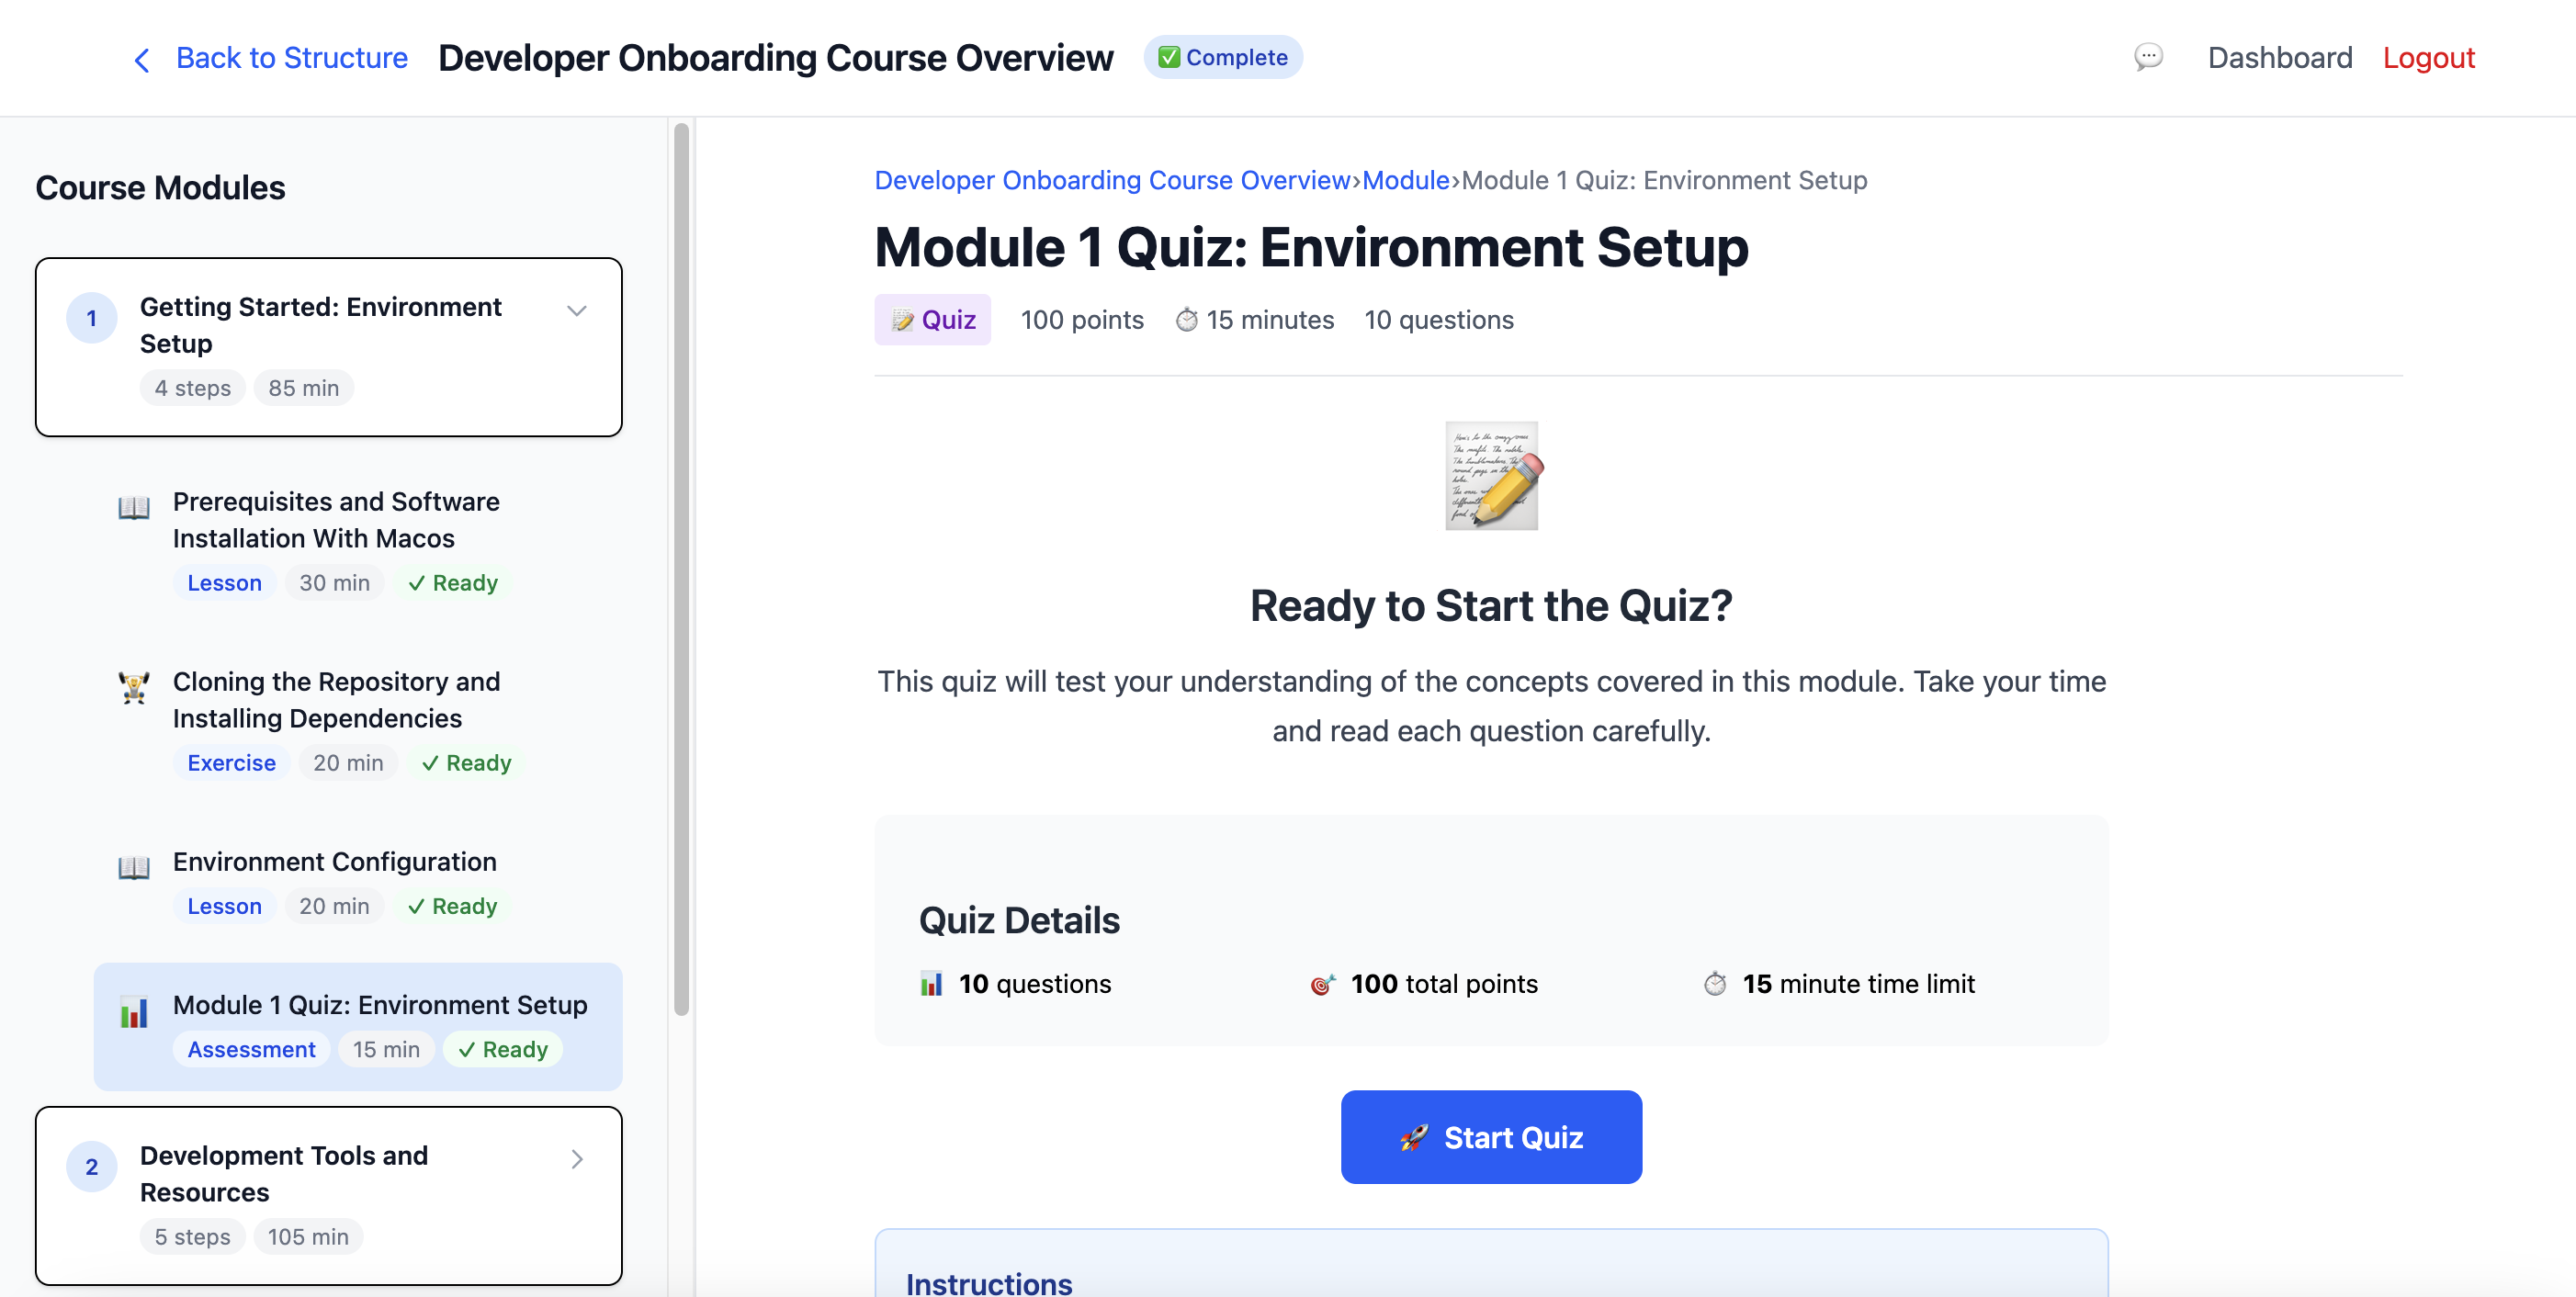 Back to Structure
Developer Onboarding Course Overview
✅ Complete
Dashboard
Logout
Course Modules
1
Getting Started: Environment
Setup
4 steps
85 min
Prerequisites and Software
Installation With Macos
Lesson
30 min
✓ Ready
Cloning the Repository and
Installing Dependencies
Exercise
20 min
✓ Ready
Environment Configuration
Lesson
20 min
✓ Ready
Module 1 Quiz: Environment Setup
Assessment
15 min
✓ Ready
2
Development Tools and
Resources
5 steps
105 min
Developer Onboarding Course Overview›Module›Module 1 Quiz: Environment Setup
Module 1 Quiz: Environment Setup
📝 Quiz
100 points
⏱ 15 minutes
10 questions
Ready to Start the Quiz?
This quiz will test your understanding of the concepts covered in this module. Take your time
and read each question carefully.
Quiz Details
📊 10 questions
🎯 100 total points
⏱ 15 minute time limit
🚀 Start Quiz
Instructions